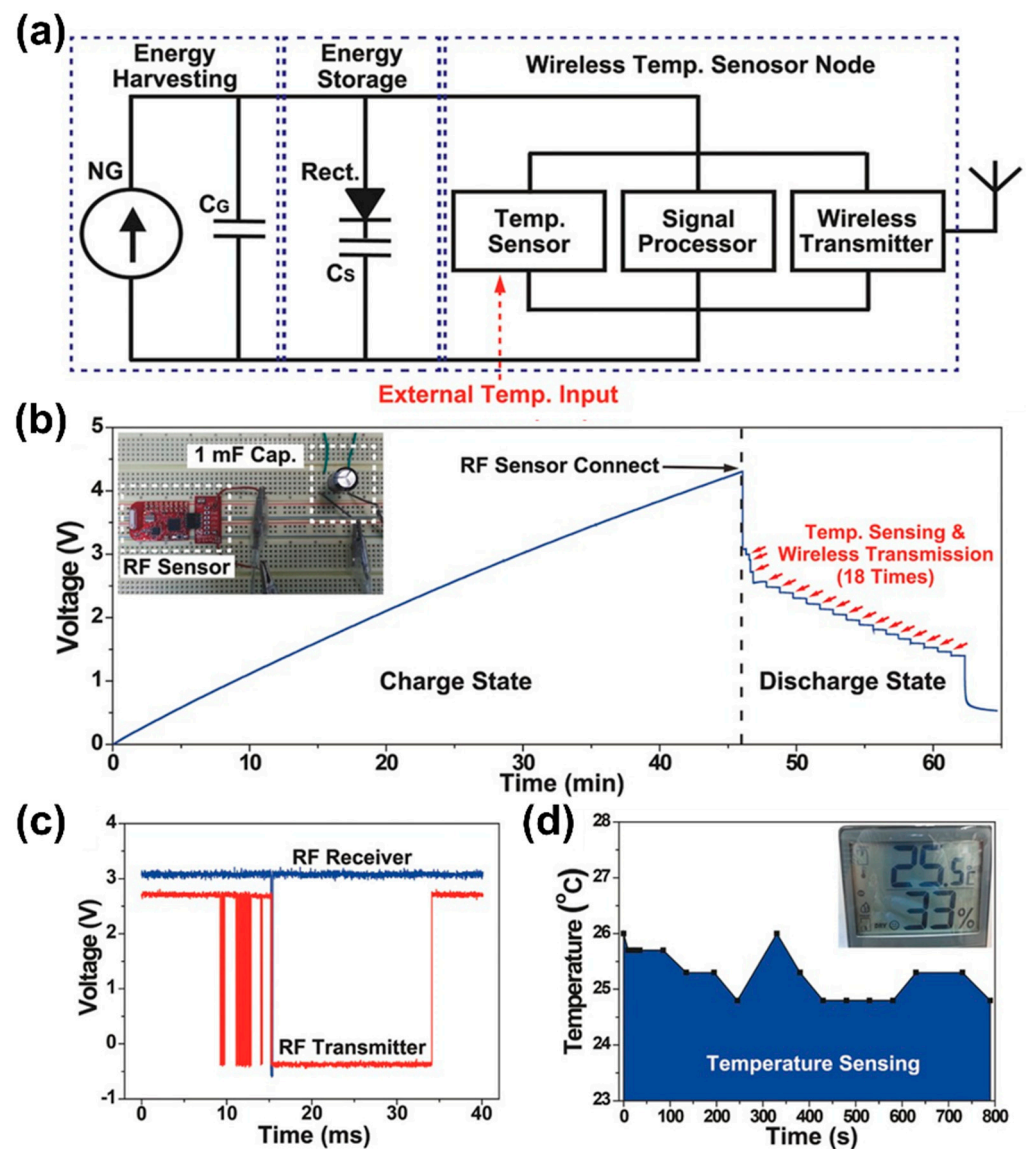 (a)
Energy
Harvesting
Energy
Storage
Wireless Temp. Senosor Node
NG
CG
Rect.
CS
Temp.
Sensor
Signal
Processor
Wireless
Transmitter
External Temp. Input
(b)
5
4
3
2
1
0
Voltage (V)
1 mF Cap.
RF Sensor
RF Sensor Connect
Temp. Sensing &
Wireless Transmission
(18 Times)
Charge State
Discharge State
0 10 20 30 40 50 60
Time (min)
(c)
4
3
2
1
0
-1
Voltage (V)
RF Receiver
RF Transmitter
0 10 20 30 40
Time (ms)
(d)
28
27
26
25
24
23
Temperature (°C)
25.5°C
33%
Temperature Sensing
0 100 200 300 400 500 600 700 800
Time (s)